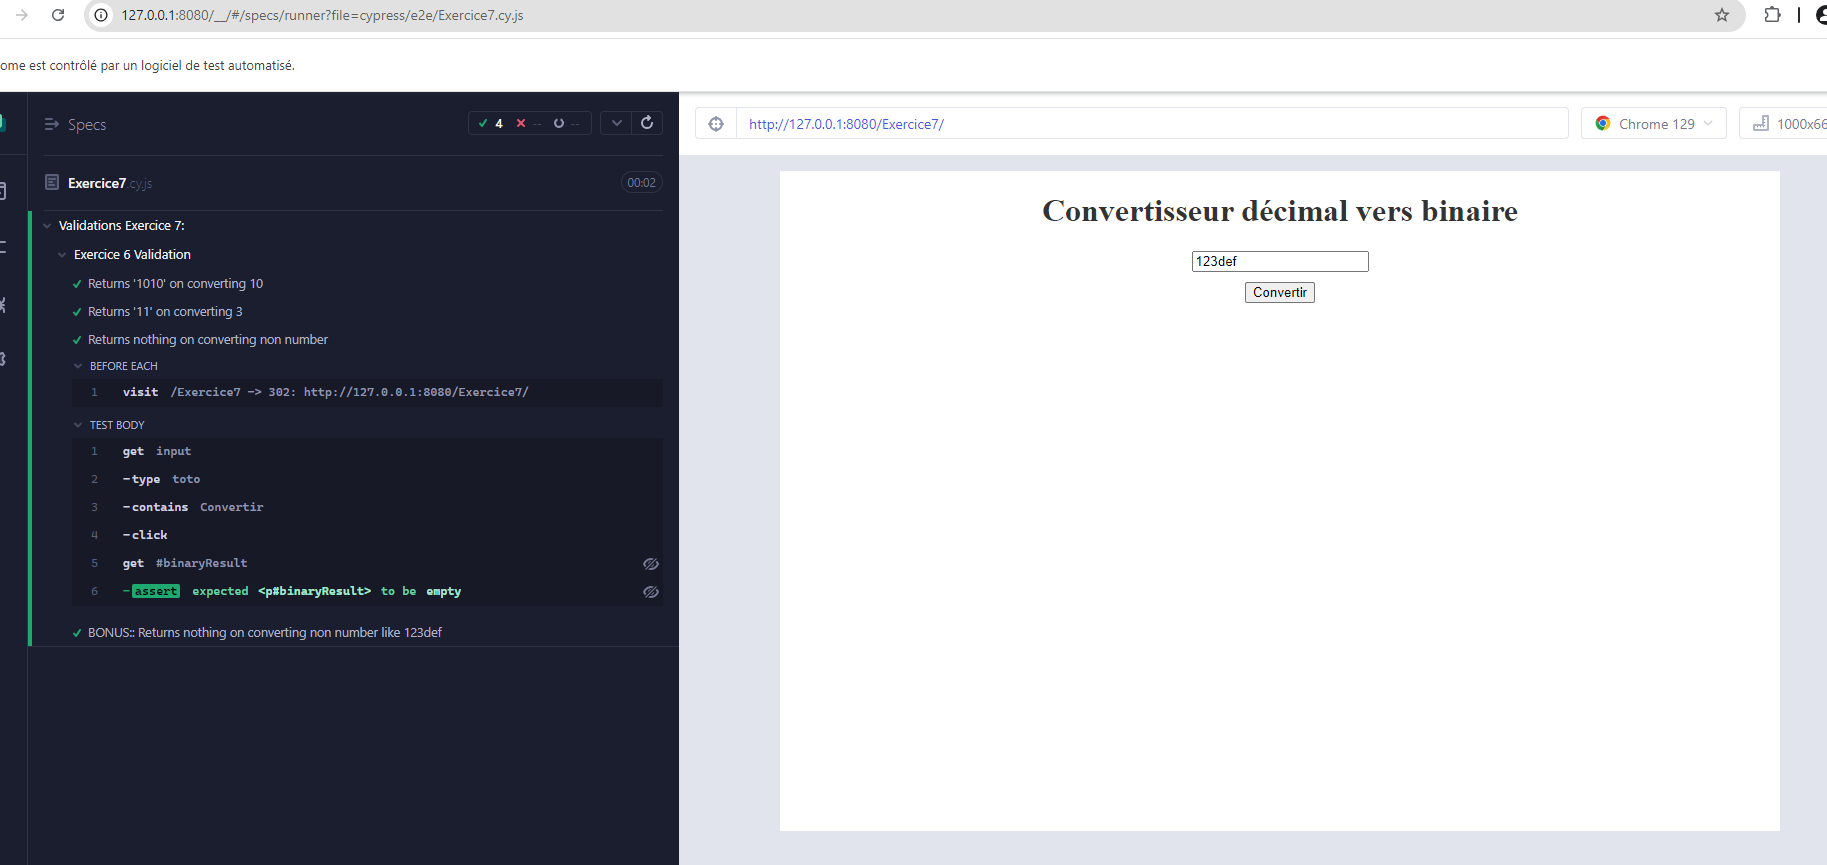 127.0.0.1:8080/__/#/specs/runner?file=cypress/e2e/Exercice7.cy.js
ome est contrôlé par un logiciel de test automatisé.
Specs
4 -- --
http://127.0.0.1:8080/Exercice7/
Chrome 129
1000x66
Exercice7.cy.js
00:02
Validations Exercice 7:
Exercice 6 Validation
Returns '1010' on converting 10
Returns '11' on converting 3
Returns nothing on converting non number
BEFORE EACH
1 visit /Exercice7 -> 302: http://127.0.0.1:8080/Exercice7/
TEST BODY
1 get input
2 -type toto
3 -contains Convertir
4 -click
5 get #binaryResult
6 -assert expected <p#binaryResult> to be empty
BONUS:: Returns nothing on converting non number like 123def
Convertisseur décimal vers binaire
123def
Convertir